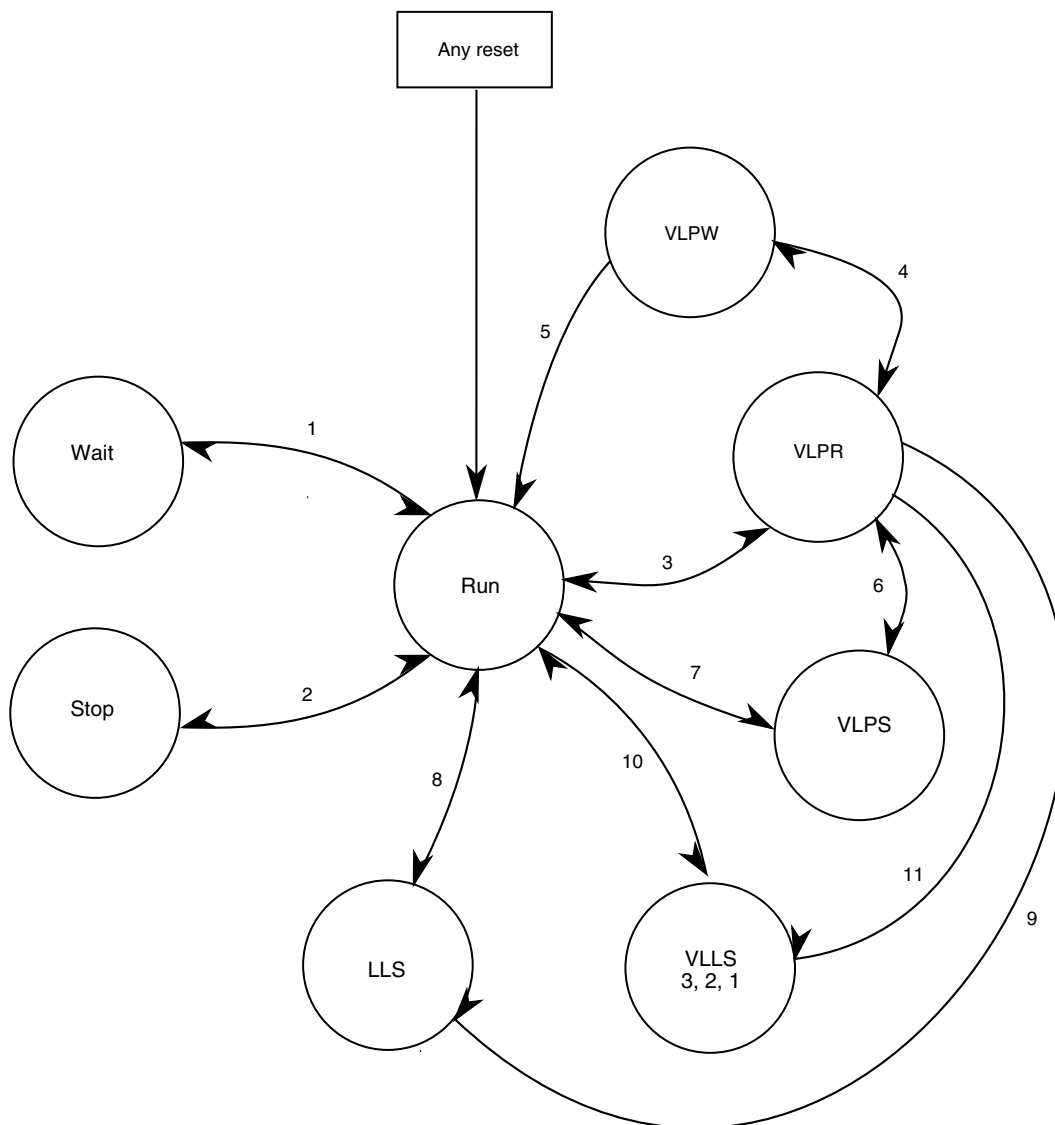 Any reset
VLPW
4
5
Wait
1
VLPR
3
Run
6
Stop
2
7
VLPS
10
8
11
9
LLS
VLLS
3, 2, 1